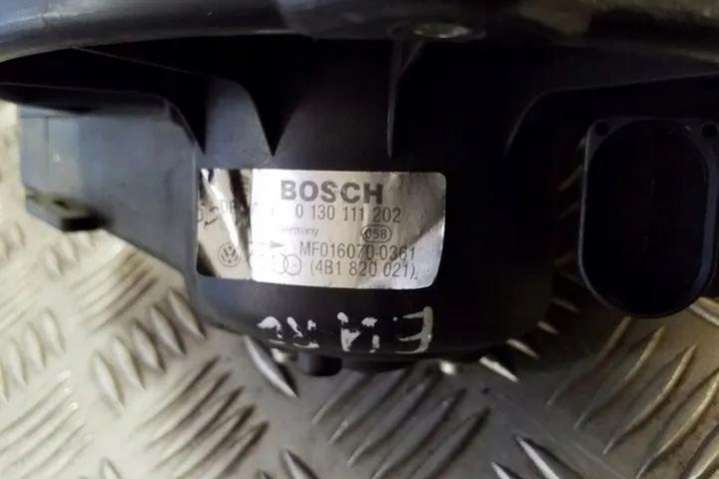 BOSCH
0 130 111 202
Germany 058
MF016070-0361
(4B1 820 021)